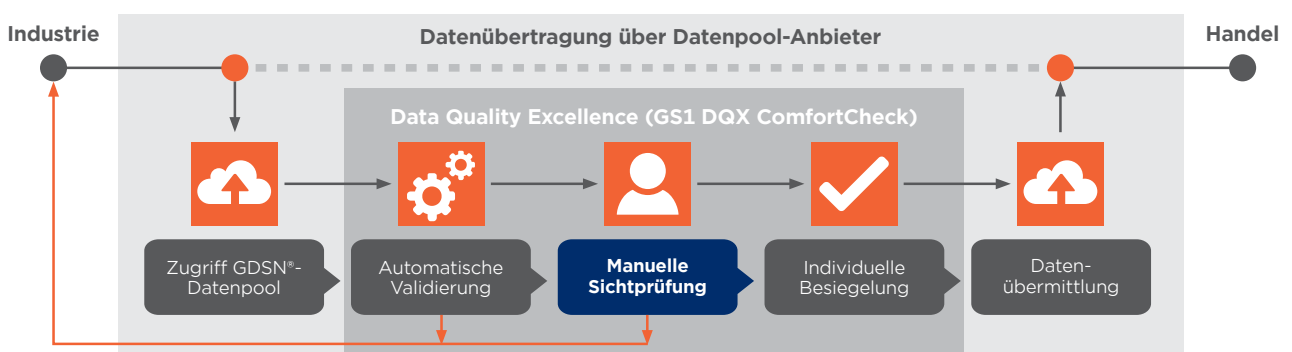 Industrie
Datenübertragung über Datenpool-Anbieter
Handel
Data Quality Excellence (GS1 DQX ComfortCheck)
Zugriff GDSN®-
Datenpool
Automatische
Validierung
Manuelle
Sichtprüfung
Individuelle
Besiegelung
Daten-
übermittlung